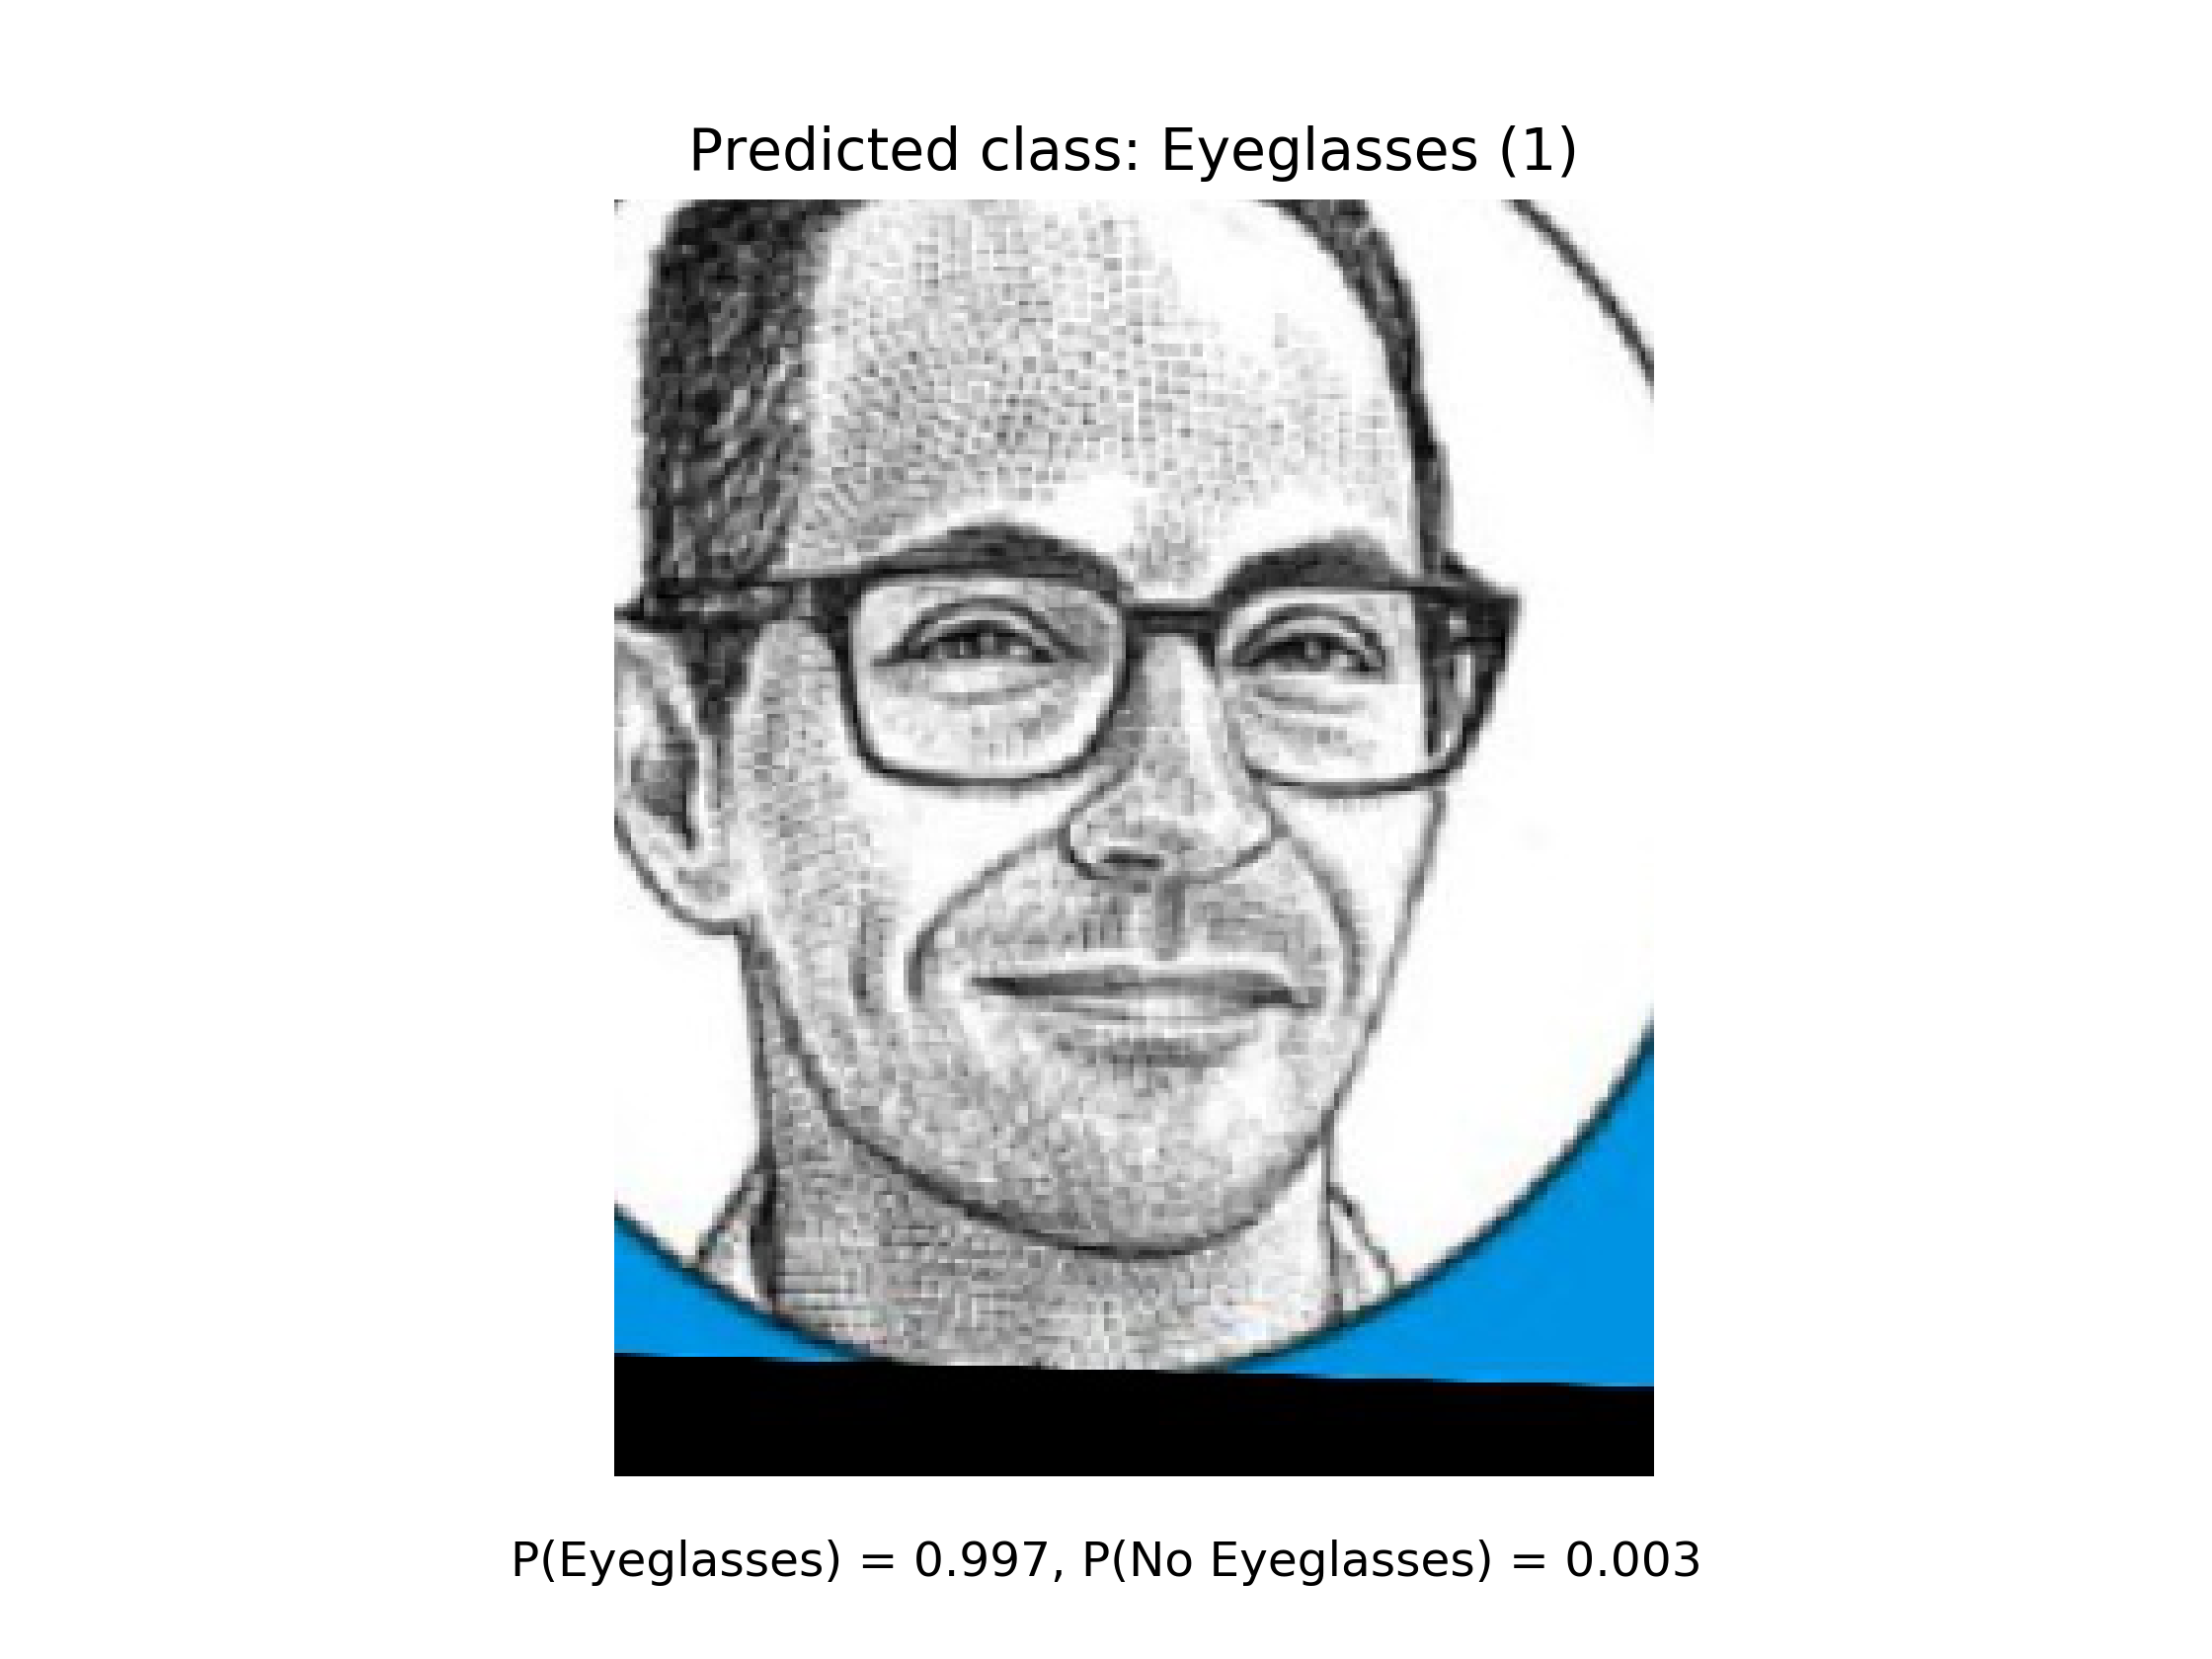 Predicted class: Eyeglasses (1)
P(Eyeglasses) = 0.997, P(No Eyeglasses) = 0.003